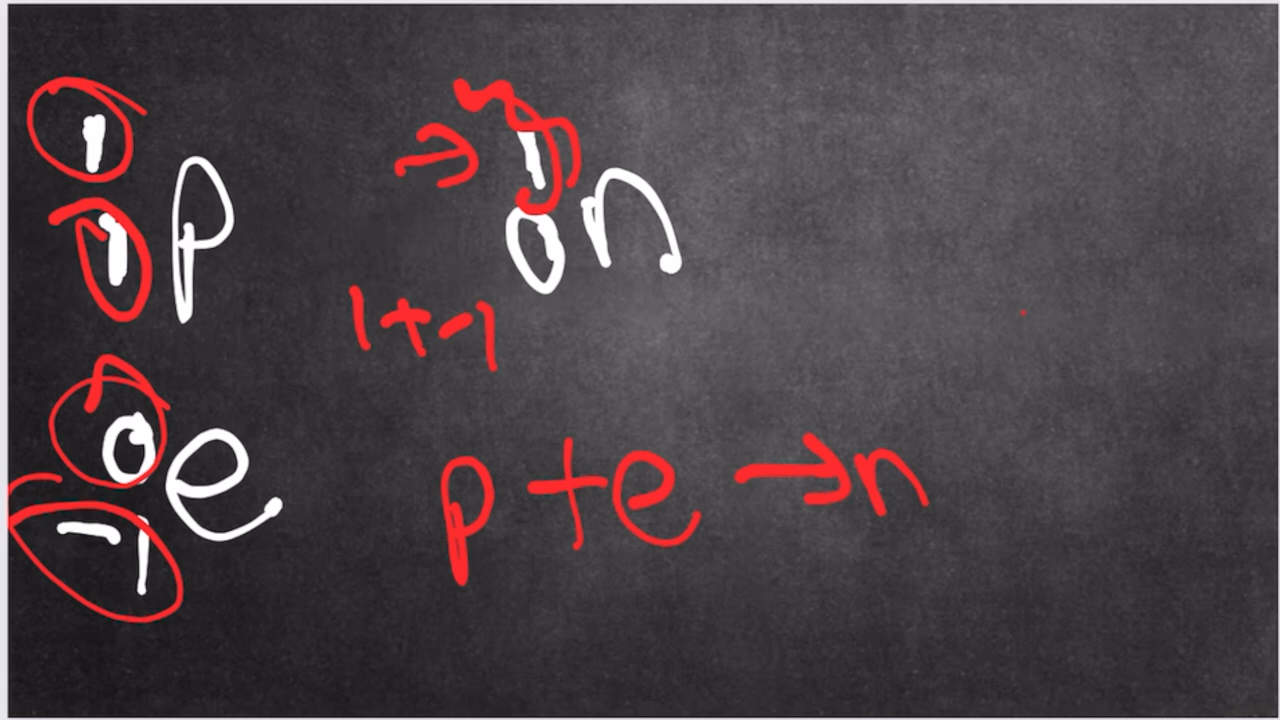 1
1 p
→ 1
0 n
1 + -1
0 e
-1
p + e → n